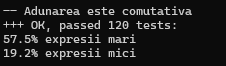 -- Adunarea este comutativa
+++ OK, passed 120 tests:
57.5% expresii mari
19.2% expresii mici